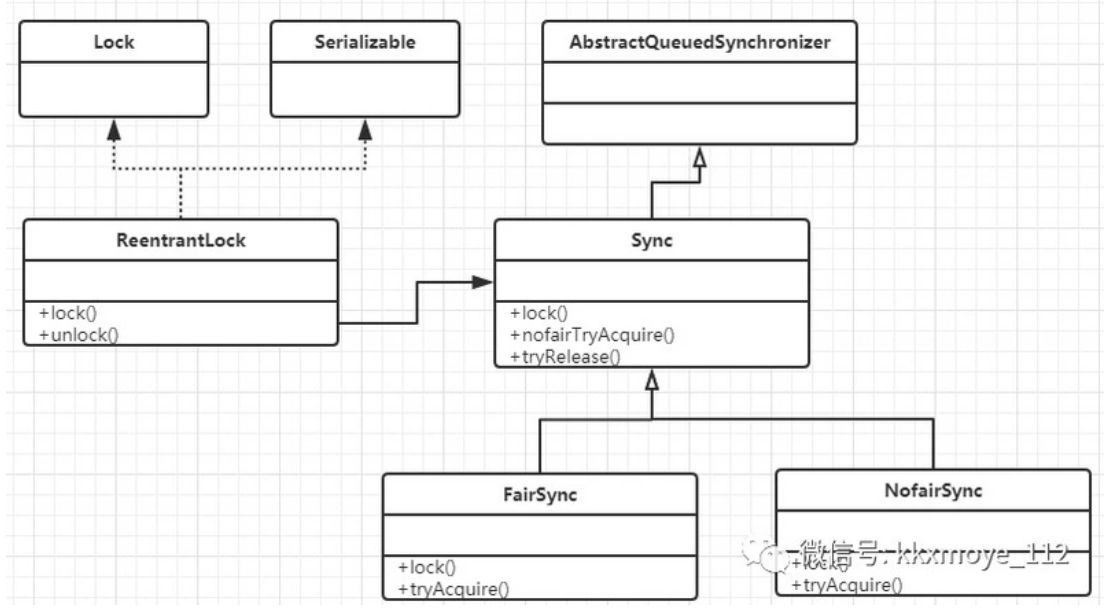 Lock
Serializable
AbstractQueuedSynchronizer
ReentrantLock
+lock()
+unlock()
Sync
+lock()
+nofairTryAcquire()
+tryRelease()
FairSync
+lock()
+tryAcquire()
NofairSync
+lock()
+tryAcquire()
微信号: kkxmoye_112